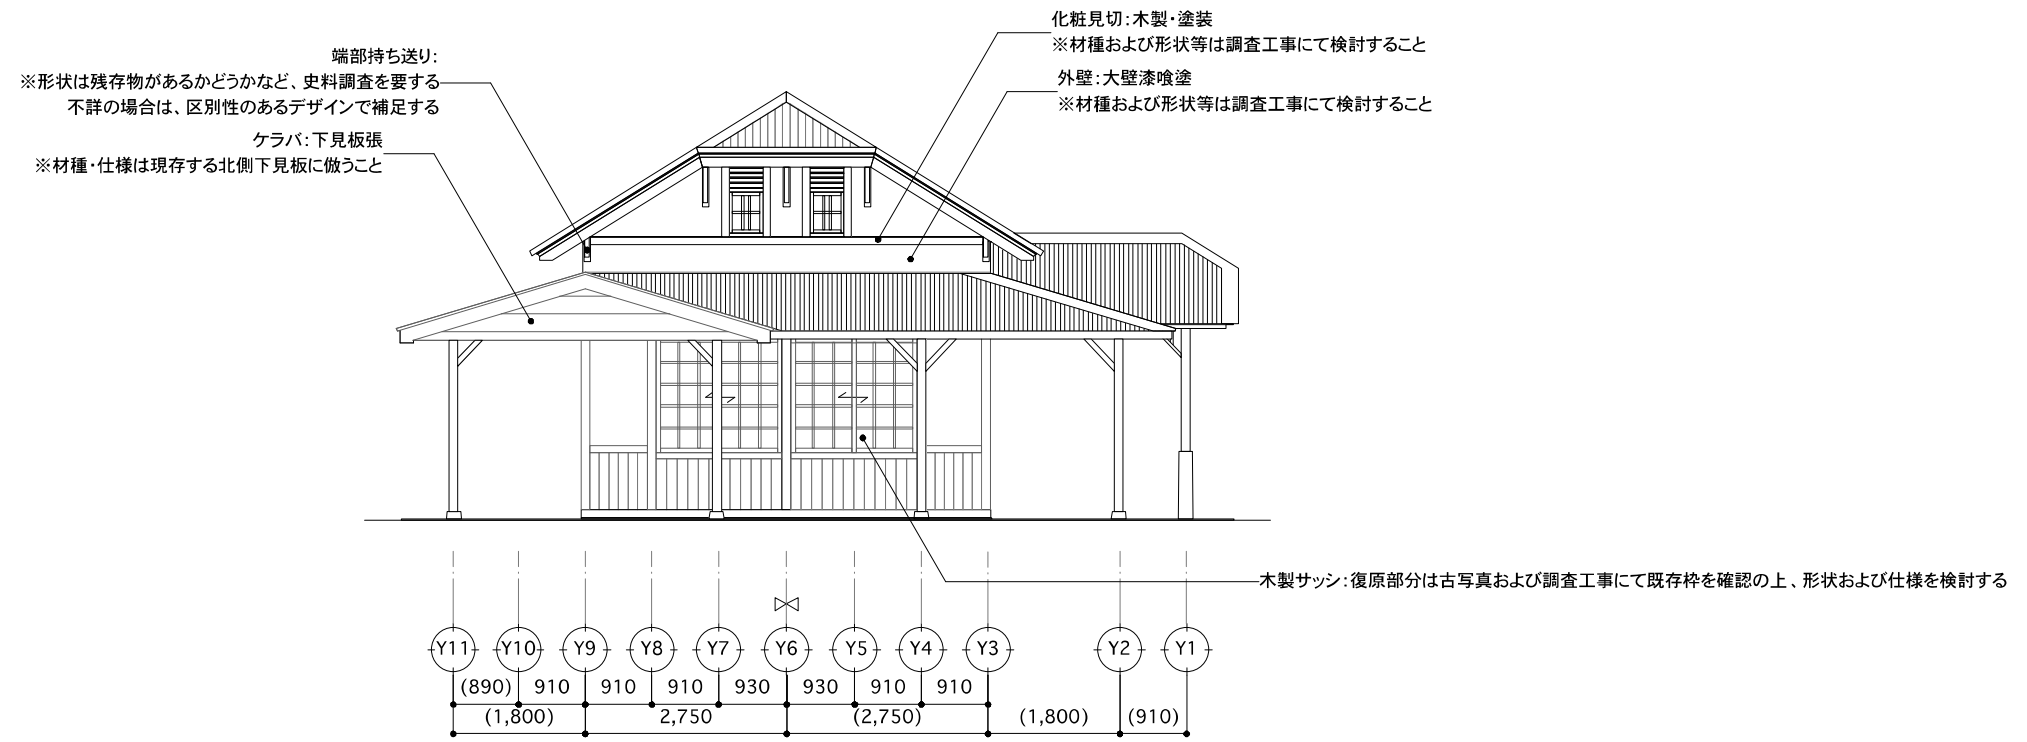 化粧見切：木製・塗装
※材種および形状等は調査工事にて検討すること
端部持ち送り：
※形状は残存物があるかどうかなど、史料調査を要する
不詳の場合は、区別性のあるデザインで補足する
外壁：大壁漆喰塗
※材種および形状等は調査工事にて検討すること
ケラバ：下見板張
※材種・仕様は現存する北側下見板に倣うこと
木製サッシ：復原部分は古写真および調査工事にて既存枠を確認の上、形状および仕様を検討する
Y11 Y10 Y9 Y8 Y7 Y6 Y5 Y4 Y3 Y2 Y1
(890) 910 910 910 930 930 910 910
(1,800) 2,750 (2,750) (1,800) (910)